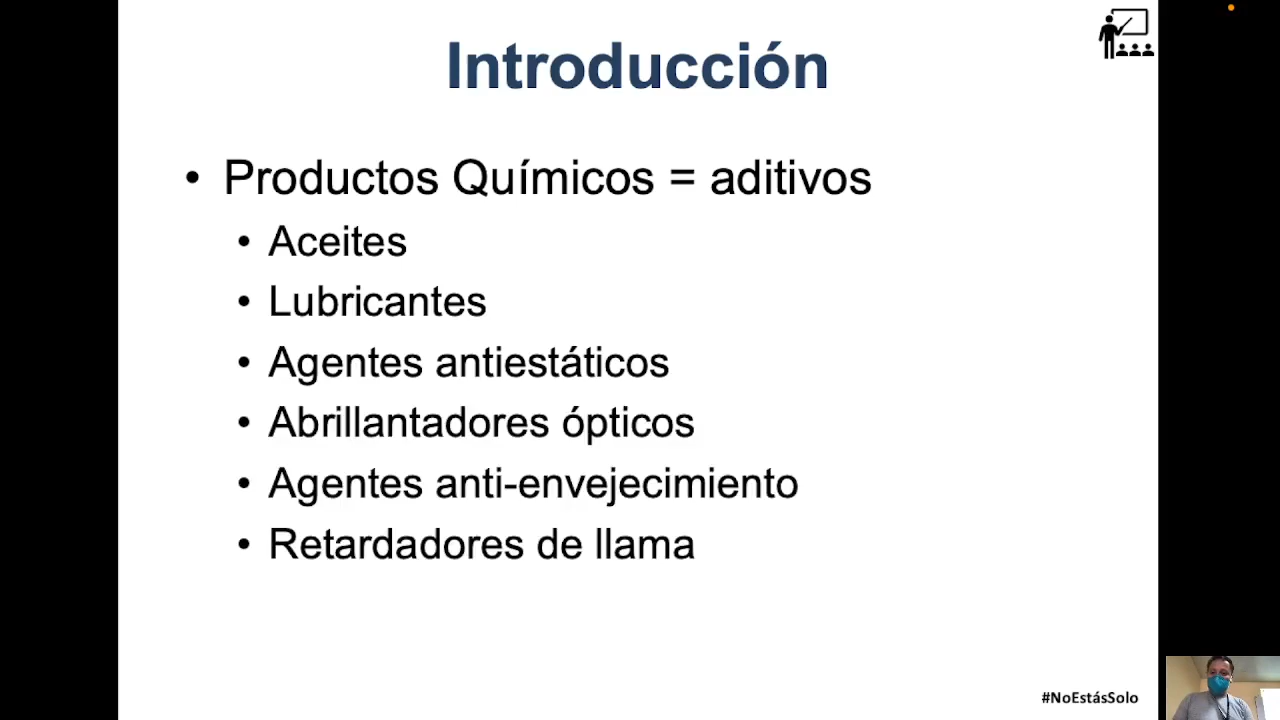 Introducción
• Productos Químicos = aditivos
• Aceites
• Lubricantes
• Agentes antiestáticos
• Abrillantadores ópticos
• Agentes anti-envejecimiento
• Retardadores de llama
#NoEstásSolo